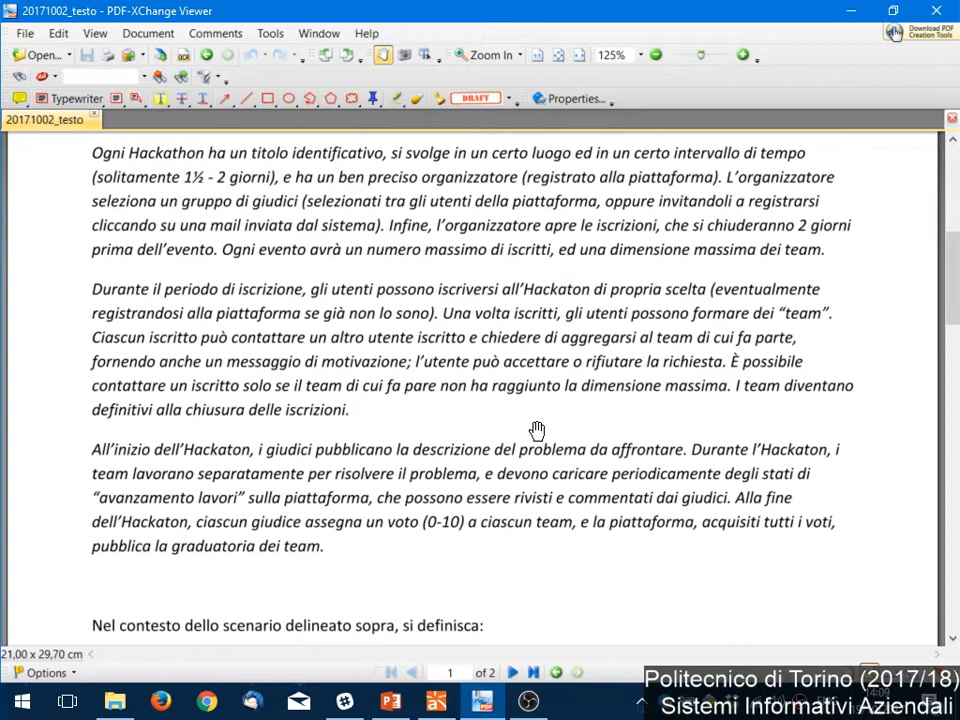 20171002_testo - PDF-XChange Viewer
File Edit View Document Comments Tools Window Help
Download PDF
Creation Tools
Open... OCR Zoom In 125%
Typewriter DRAFT Properties...
20171002_testo
Ogni Hackathon ha un titolo identificativo, si svolge in un certo luogo ed in un certo intervallo di tempo
(solitamente 1½ - 2 giorni), e ha un ben preciso organizzatore (registrato alla piattaforma). L’organizzatore
seleziona un gruppo di giudici (selezionati tra gli utenti della piattaforma, oppure invitandoli a registrarsi
cliccando su una mail inviata dal sistema). Infine, l’organizzatore apre le iscrizioni, che si chiuderanno 2 giorni
prima dell’evento. Ogni evento avrà un numero massimo di iscritti, ed una dimensione massima dei team.
Durante il periodo di iscrizione, gli utenti possono iscriversi all’Hackaton di propria scelta (eventualmente
registrandosi alla piattaforma se già non lo sono). Una volta iscritti, gli utenti possono formare dei “team”.
Ciascun iscritto può contattare un altro utente iscritto e chiedere di aggregarsi al team di cui fa parte,
fornendo anche un messaggio di motivazione; l’utente può accettare o rifiutare la richiesta. È possibile
contattare un iscritto solo se il team di cui fa pare non ha raggiunto la dimensione massima. I team diventano
definitivi alla chiusura delle iscrizioni.
All’inizio dell’Hackaton, i giudici pubblicano la descrizione del problema da affrontare. Durante l’Hackaton, i
team lavorano separatamente per risolvere il problema, e devono caricare periodicamente degli stati di
“avanzamento lavori” sulla piattaforma, che possono essere rivisti e commentati dai giudici. Alla fine
dell’Hackaton, ciascun giudice assegna un voto (0-10) a ciascun team, e la piattaforma, acquisiti tutti i voti,
pubblica la graduatoria dei team.
Nel contesto dello scenario delineato sopra, si definisca:
21,00 x 29,70 cm
Options 1 of 2
Politecnico di Torino (2017/18)
14:09
Sistemi Informativi Aziendali